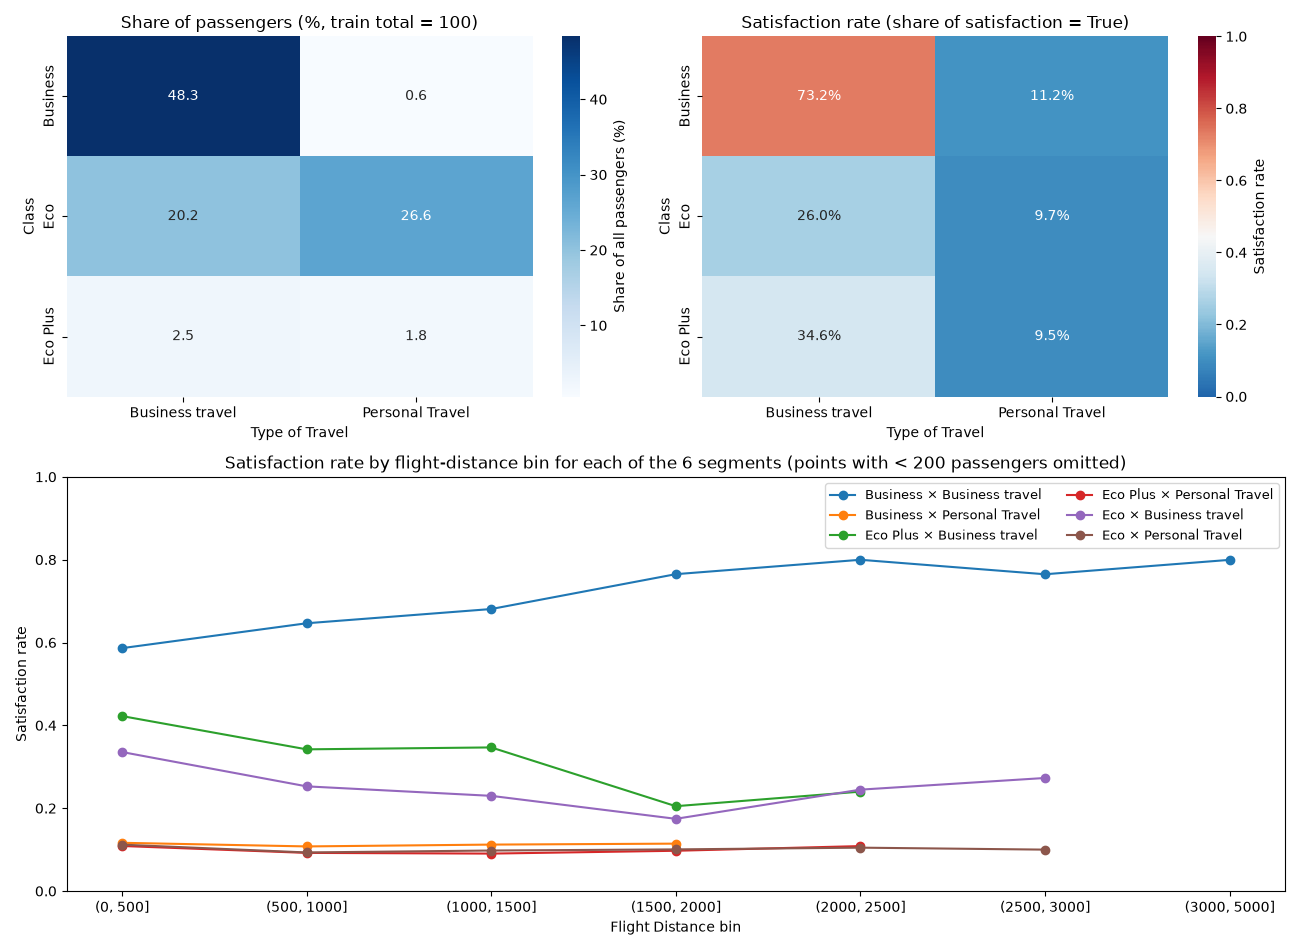 Share of passengers (%, train total = 100)
Business
Eco
Eco Plus
Class
48.3
0.6
20.2
26.6
2.5
1.8
Business travel
Personal Travel
Type of Travel
40
30
20
10
Share of all passengers (%)
Satisfaction rate (share of satisfaction = True)
Business
Eco
Eco Plus
Class
73.2%
11.2%
26.0%
9.7%
34.6%
9.5%
Business travel
Personal Travel
Type of Travel
1.0
0.8
0.6
0.4
0.2
0.0
Satisfaction rate
Satisfaction rate by flight-distance bin for each of the 6 segments (points with < 200 passengers omitted)
1.0
0.8
0.6
0.4
0.2
0.0
Satisfaction rate
Business × Business travel
Business × Personal Travel
Eco Plus × Business travel
Eco Plus × Personal Travel
Eco × Business travel
Eco × Personal Travel
(0, 500]
(500, 1000]
(1000, 1500]
(1500, 2000]
(2000, 2500]
(2500, 3000]
(3000, 5000]
Flight Distance bin